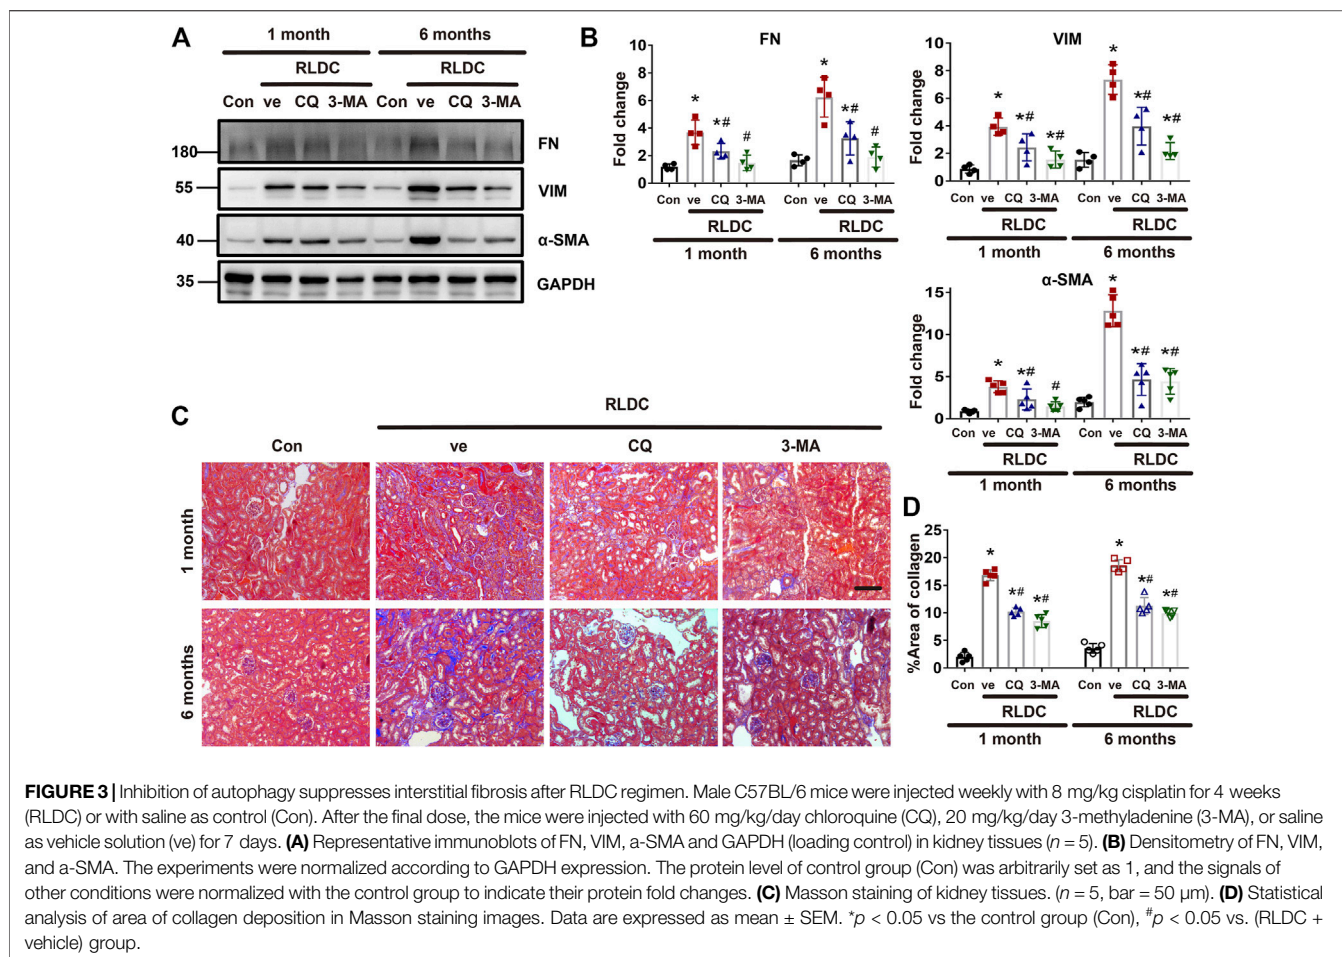 A
1 month 6 months
RLDC RLDC
Con ve CQ 3-MA Con ve CQ 3-MA
180 FN
55 VIM
40 α-SMA
35 GAPDH
B
FN
Fold change
10
8
6
4
2
0
* *# # * *# #
Con ve CQ 3-MA Con ve CQ 3-MA
RLDC RLDC
1 month 6 months
VIM
Fold change
10
8
6
4
2
0
* *# *# * *# *#
Con ve CQ 3-MA Con ve CQ 3-MA
RLDC RLDC
1 month 6 months
α-SMA
Fold change
15
10
5
0
* *# # * *# *#
Con ve CQ 3-MA Con ve CQ 3-MA
RLDC RLDC
1 month 6 months
C
RLDC
Con ve CQ 3-MA
1 month
6 months
D
%Area of collagen
25
20
15
10
5
0
* *# *# * *# *#
Con ve CQ 3-MA Con ve CQ 3-MA
RLDC RLDC
1 month 6 months
FIGURE 3 | Inhibition of autophagy suppresses interstitial fibrosis after RLDC regimen. Male C57BL/6 mice were injected weekly with 8 mg/kg cisplatin for 4 weeks
(RLDC) or with saline as control (Con). After the final dose, the mice were injected with 60 mg/kg/day chloroquine (CQ), 20 mg/kg/day 3-methyladenine (3-MA), or saline
as vehicle solution (ve) for 7 days. (A) Representative immunoblots of FN, VIM, a-SMA and GAPDH (loading control) in kidney tissues (n = 5). (B) Densitometry of FN, VIM,
and a-SMA. The experiments were normalized according to GAPDH expression. The protein level of control group (Con) was arbitrarily set as 1, and the signals of
other conditions were normalized with the control group to indicate their protein fold changes. (C) Masson staining of kidney tissues. (n = 5, bar = 50 μm). (D) Statistical
analysis of area of collagen deposition in Masson staining images. Data are expressed as mean ± SEM. *p < 0.05 vs the control group (Con), #p < 0.05 vs. (RLDC +
vehicle) group.